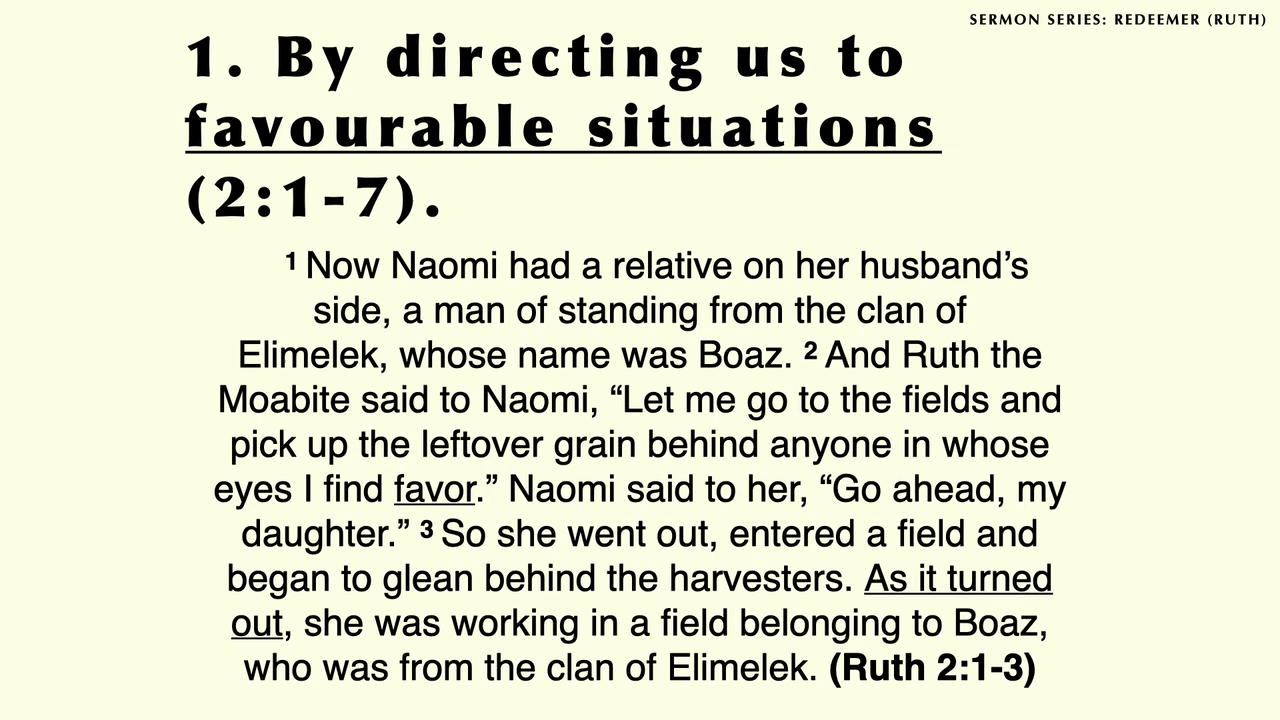 SERMON SERIES: REDEEMER (RUTH)
1. By directing us to
favourable situations
(2:1-7).
1 Now Naomi had a relative on her husband’s
side, a man of standing from the clan of
Elimelek, whose name was Boaz. 2 And Ruth the
Moabite said to Naomi, “Let me go to the fields and
pick up the leftover grain behind anyone in whose
eyes I find favor.” Naomi said to her, “Go ahead, my
daughter.” 3 So she went out, entered a field and
began to glean behind the harvesters. As it turned
out, she was working in a field belonging to Boaz,
who was from the clan of Elimelek. (Ruth 2:1-3)